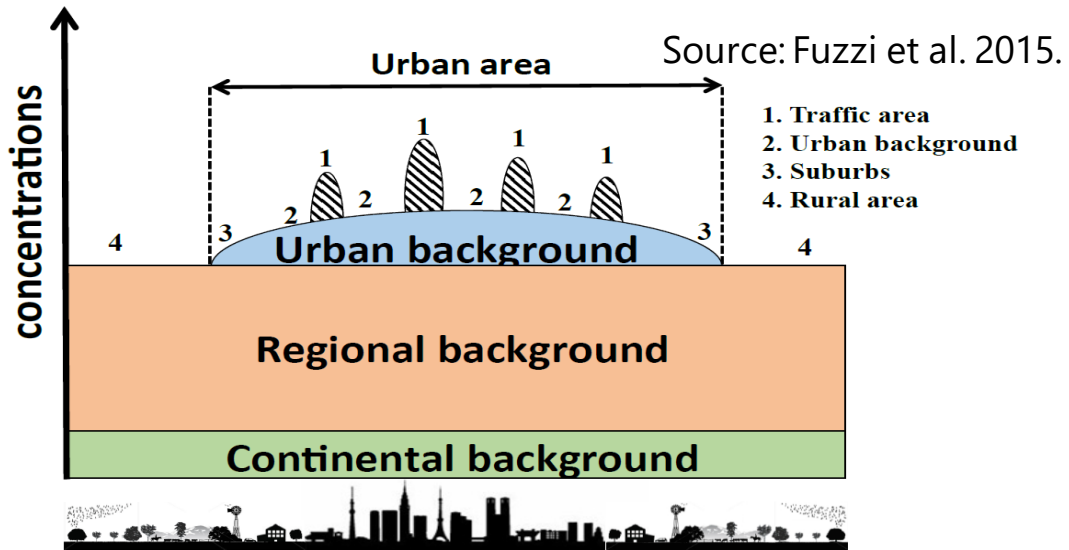 Source: Fuzzi et al. 2015.
Urban area
concentrations
1. Traffic area
2. Urban background
3. Suburbs
4. Rural area
1
1
1
1
2
2
2
2
3
3
4
4
Urban background
Regional background
Continental background